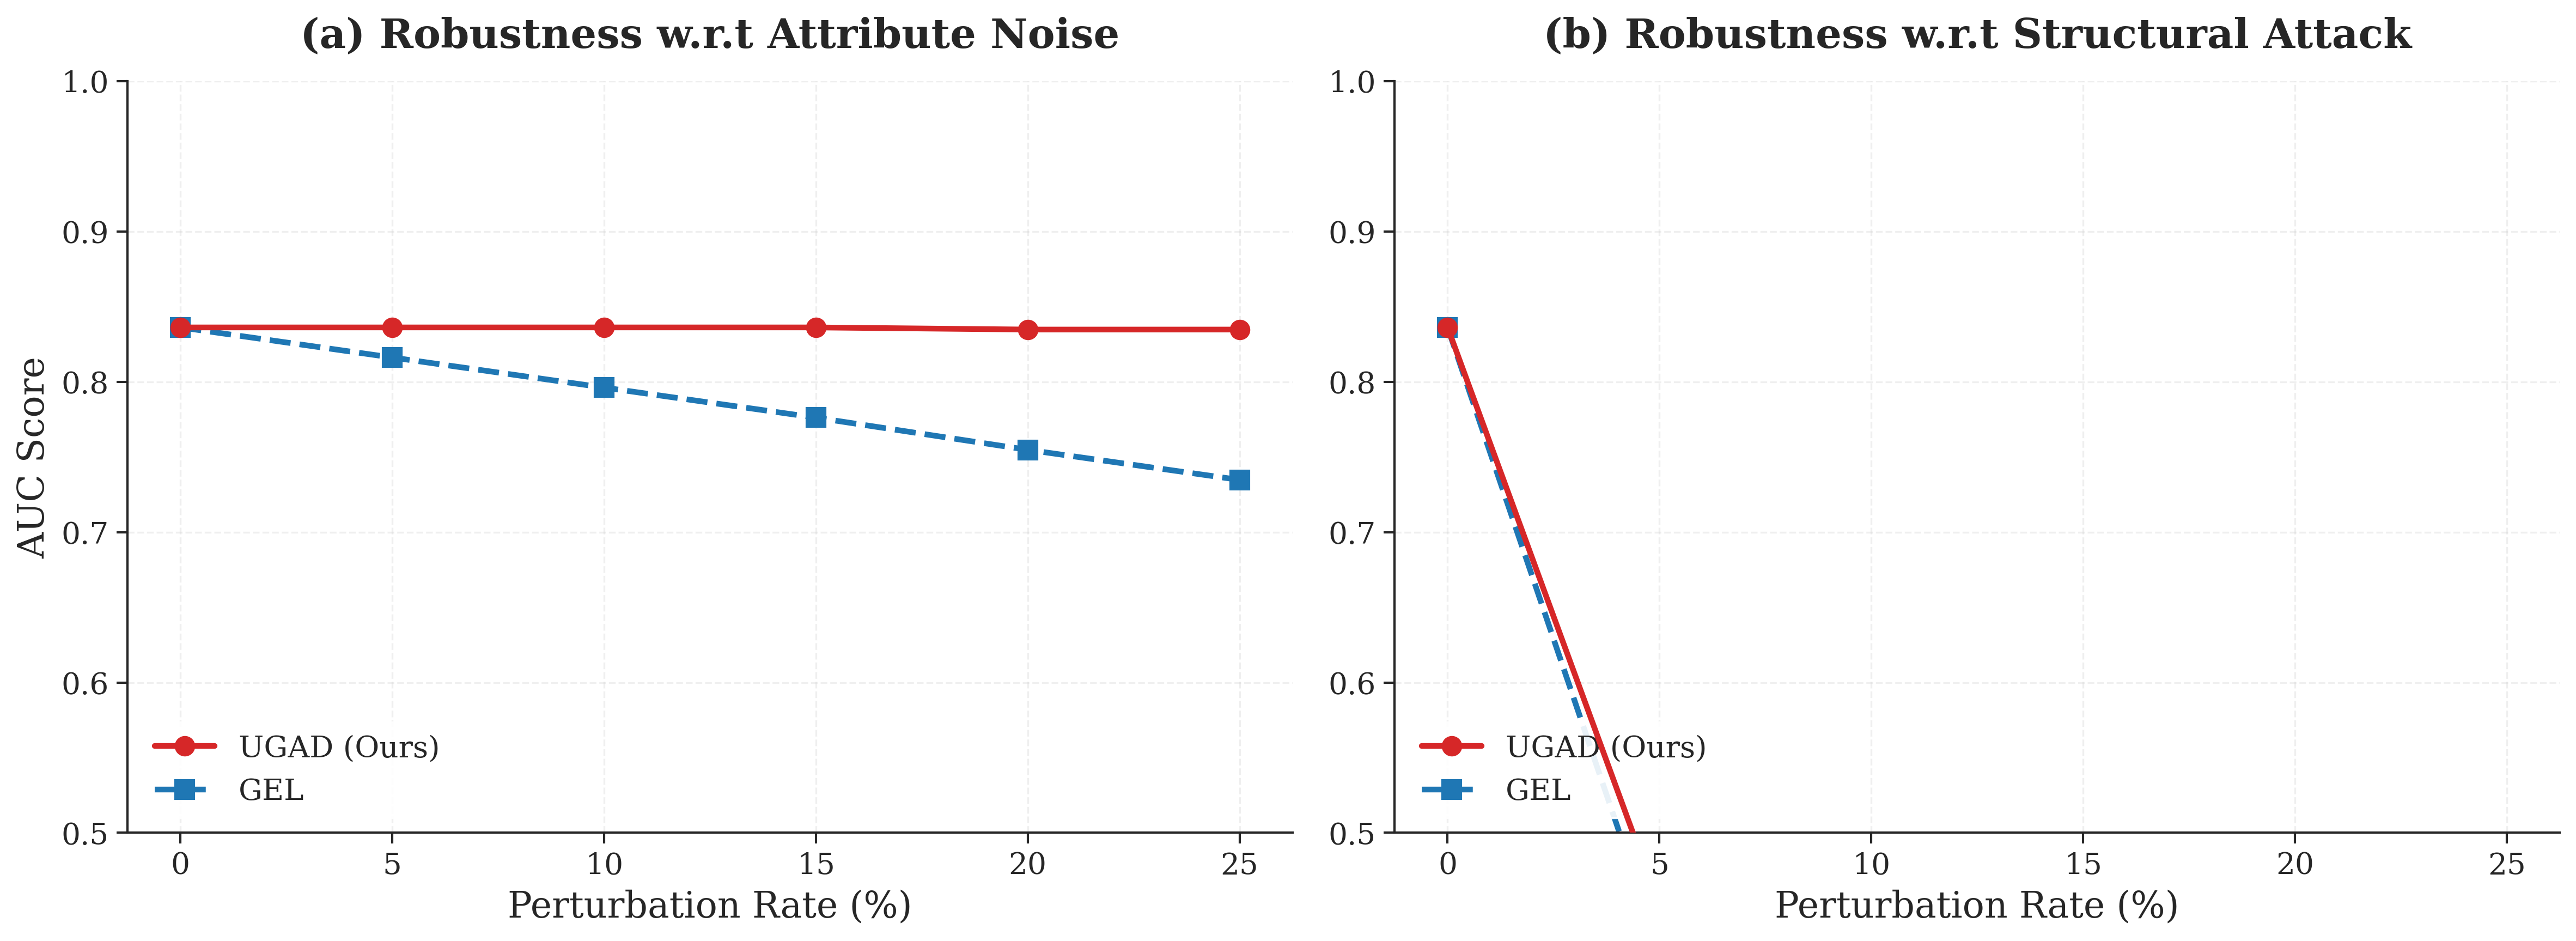 (a) Robustness w.r.t Attribute Noise
1.0
0.9
0.8
0.7
0.6
0.5
AUC Score
UGAD (Ours)
GEL
0 5 10 15 20 25
Perturbation Rate (%)
(b) Robustness w.r.t Structural Attack
1.0
0.9
0.8
0.7
0.6
0.5
UGAD (Ours)
GEL
0 5 10 15 20 25
Perturbation Rate (%)